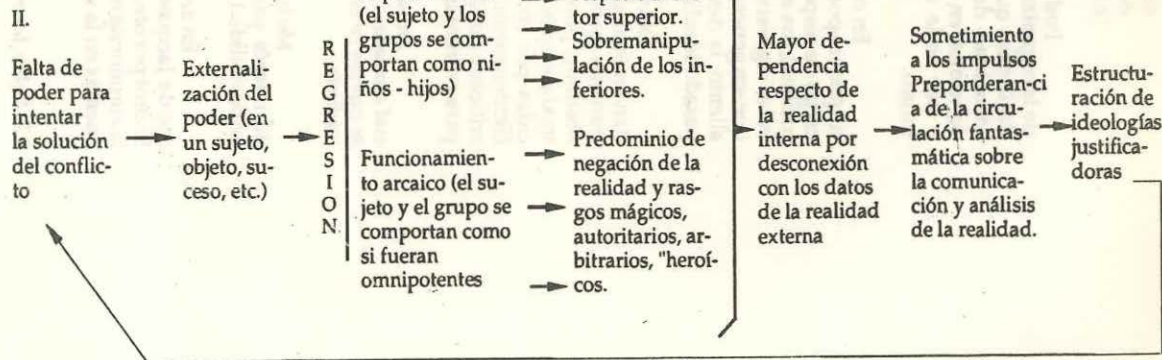 II.
Falta de
poder para
intentar
la solución
del conflic-
to
Externali-
zación del
poder (en
un sujeto,
objeto, su-
ceso, etc.)
R
E
G
R
E
S
I
O
N
(el sujeto y los
grupos se com-
portan como ni-
ños - hijos)
Funcionamien-
to arcaico (el su-
jeto y el grupo se
comportan como
si fueran
omnipotentes
tor superior.
Sobremanipu-
lación de los in-
feriores.
Predominio de
negación de la
realidad y ras-
gos mágicos,
autoritarios, ar-
bitrarios, "heroí-
cos.
Mayor de-
pendencia
respecto de
la realidad
interna por
desconexión
con los datos
de la realidad
externa
Sometimiento
a los impulsos
Preponderan-ci
a de la circu-
lación fantas-
mática sobre
la comunica-
ción y análisis
de la realidad.
Estructu-
ración de
ideologías
justifica-
doras